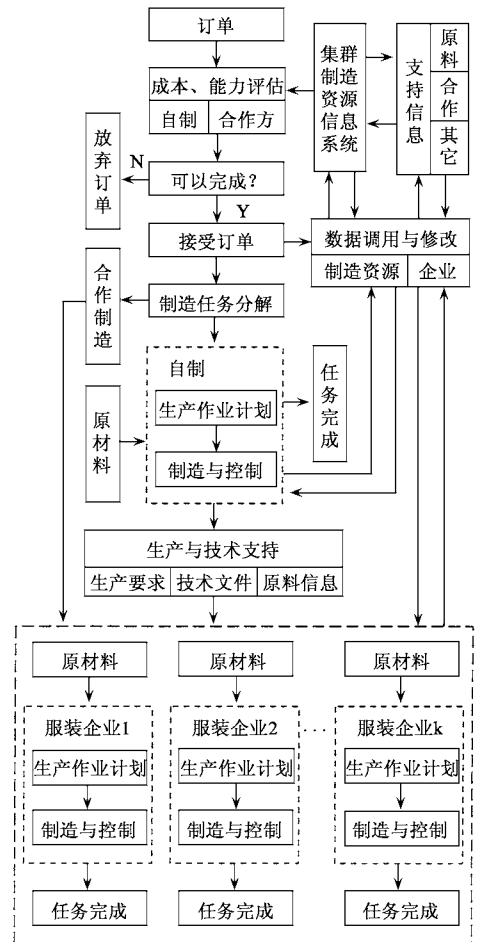 订单
成本、能力评估
自制
合作方
集群
制造
资源
信息
系统
支持信息
原料
合作
其它
放弃订单
N
可以完成？
Y
接受订单
数据调用与修改
制造资源
企业
合作制造
制造任务分解
自制
生产作业计划
制造与控制
任务完成
原材料
生产与技术支持
生产要求
技术文件
原料信息
原材料
原材料
原材料
服装企业1
服装企业2
…
服装企业k
生产作业计划
生产作业计划
生产作业计划
制造与控制
制造与控制
制造与控制
任务完成
任务完成
任务完成